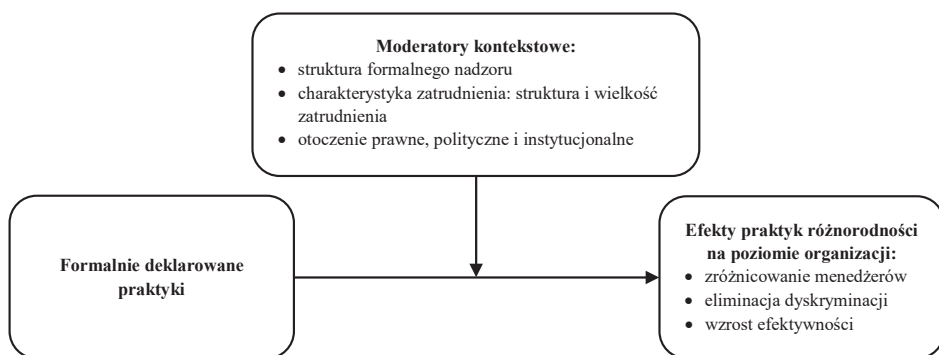 Moderatory kontekstowe:
• struktura formalnego nadzoru
• charakterystyka zatrudnienia: struktura i wielkość
zatrudnienia
• otoczenie prawne, polityczne i instytucjonalne
Formalnie deklarowane
praktyki
Efekty praktyk różnorodności
na poziomie organizacji:
• zróżnicowanie menedżerów
• eliminacja dyskryminacji
• wzrost efektywności